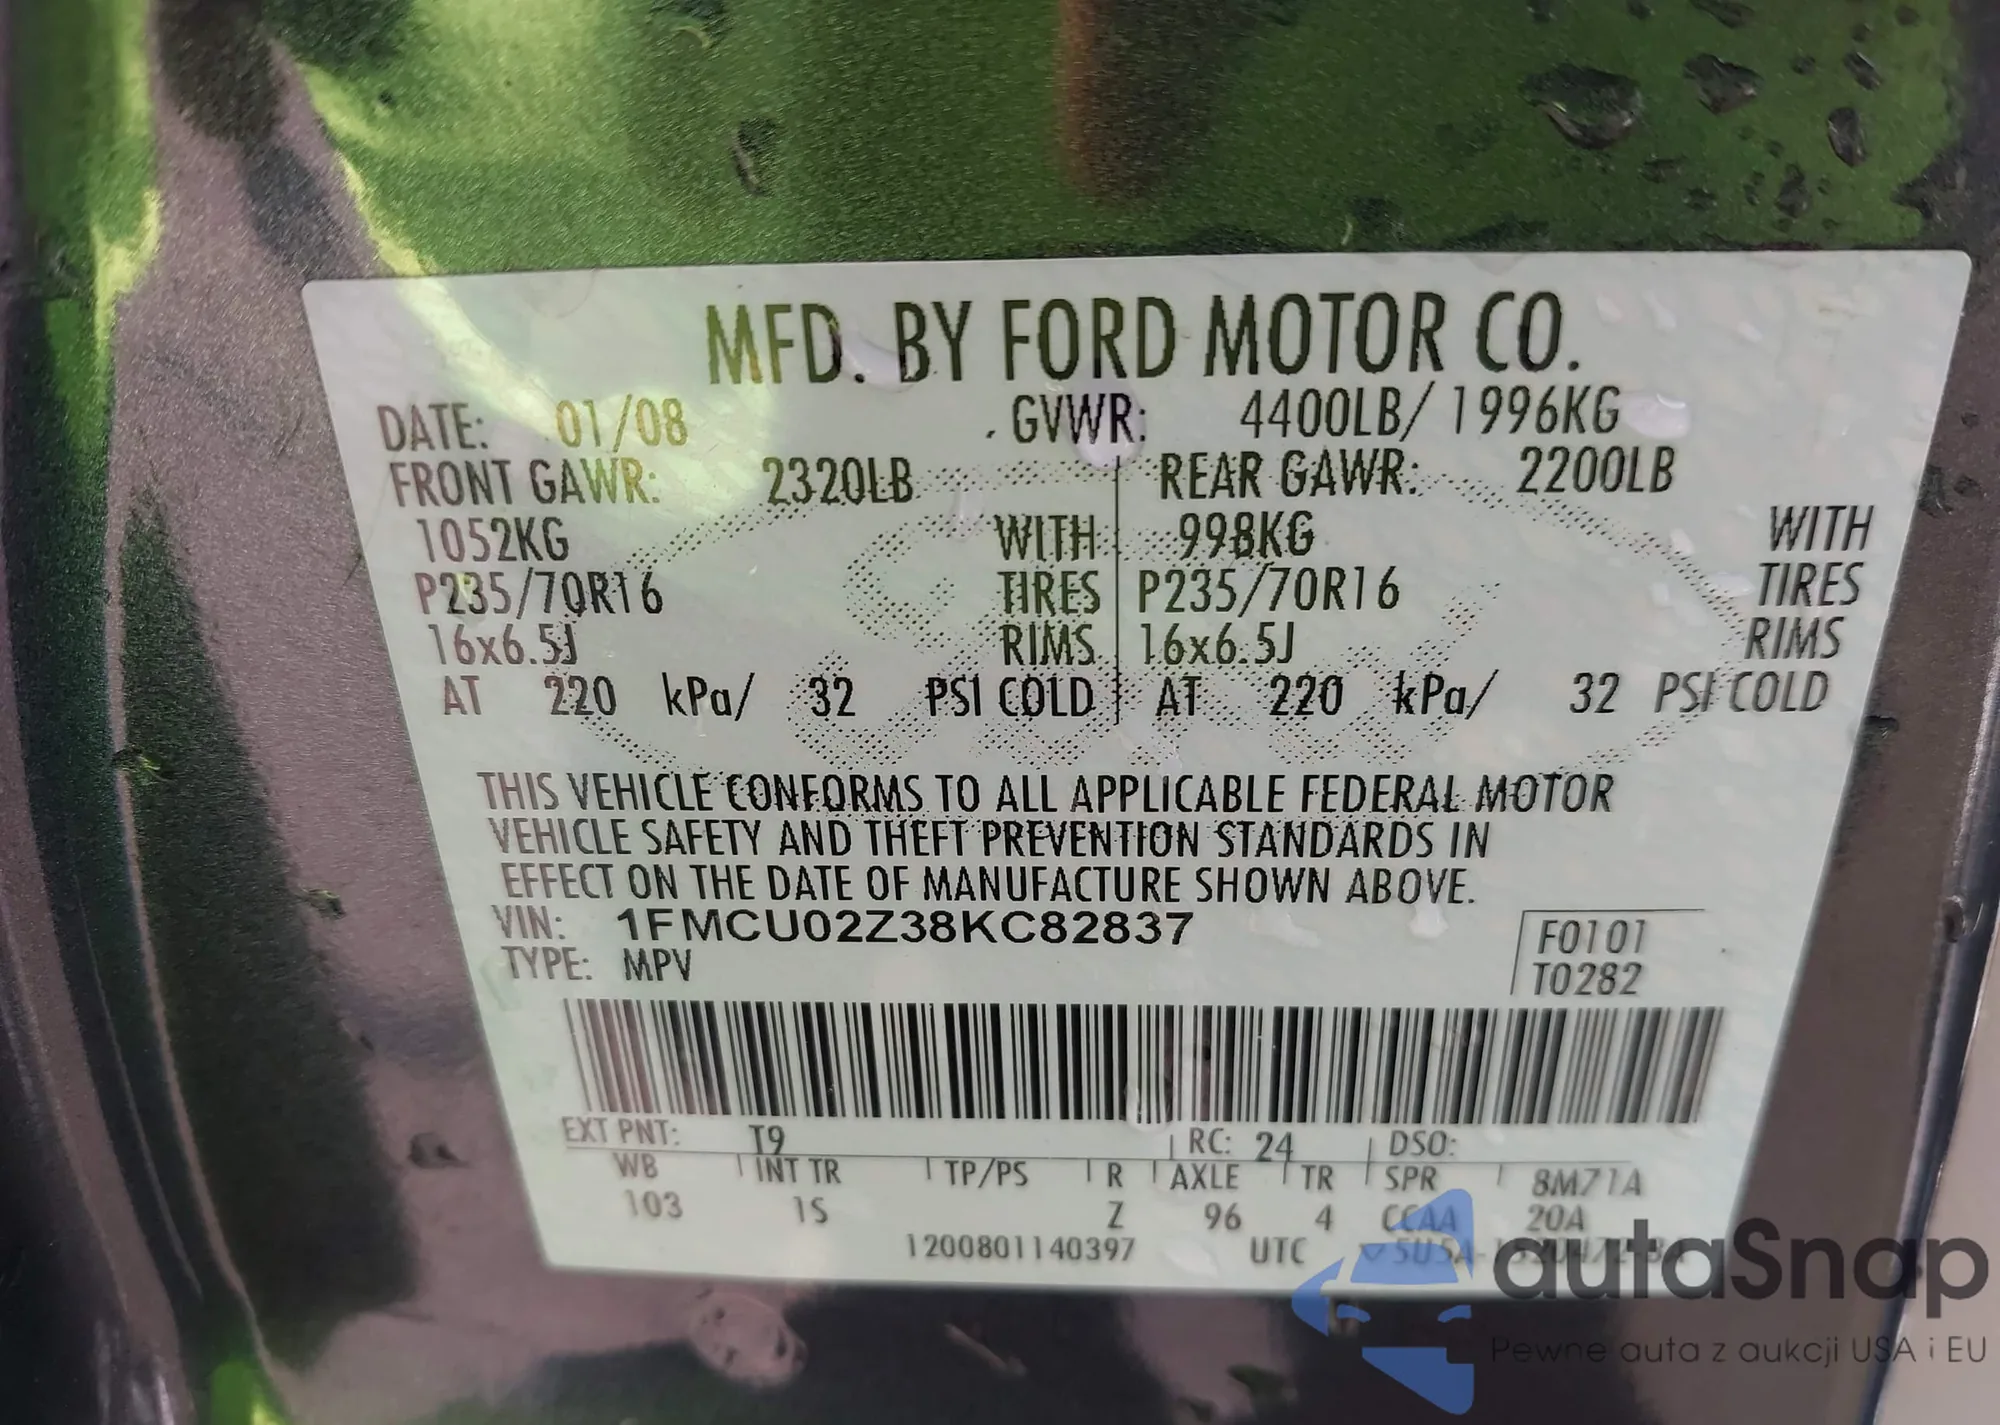 MFD. BY FORD MOTOR CO.
DATE: 01/08 GVWR: 4400LB/ 1996KG
FRONT GAWR: 2320LB REAR GAWR: 2200LB
1052KG WITH 998KG WITH
P235/70R16 TIRES P235/70R16 TIRES
16x6.5J RIMS 16x6.5J RIMS
AT 220 kPa/ 32 PSI COLD AT 220 kPa/ 32 PSI COLD
THIS VEHICLE CONFORMS TO ALL APPLICABLE FEDERAL MOTOR
VEHICLE SAFETY AND THEFT PREVENTION STANDARDS IN
EFFECT ON THE DATE OF MANUFACTURE SHOWN ABOVE.
VIN: 1FMCU02Z38KC82837 F0101
TYPE: MPV T0282
EXT PNT: T9 RC: 24 DSO:
WB INT TR TP/PS R AXLE TR SPR 8M71A
103 1S Z 96 4 CCAA 20A
1200801140397 UTC
autaSnap
Pewne auta z aukcji USA i EU